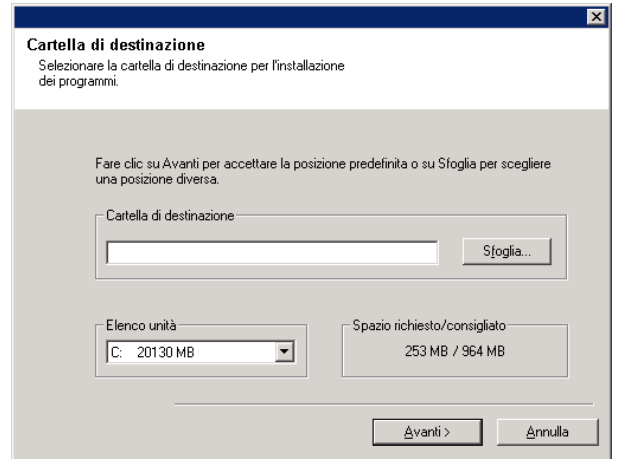 Cartella di destinazione
Selezionare la cartella di destinazione per l'installazione
dei programmi.
Fare clic su Avanti per accettare la posizione predefinita o su Sfoglia per scegliere
una posizione diversa.
Cartella di destinazione
Sfoglia...
Elenco unità
Spazio richiesto/consigliato
C: 20130 MB
253 MB / 964 MB
Avanti >
Annulla